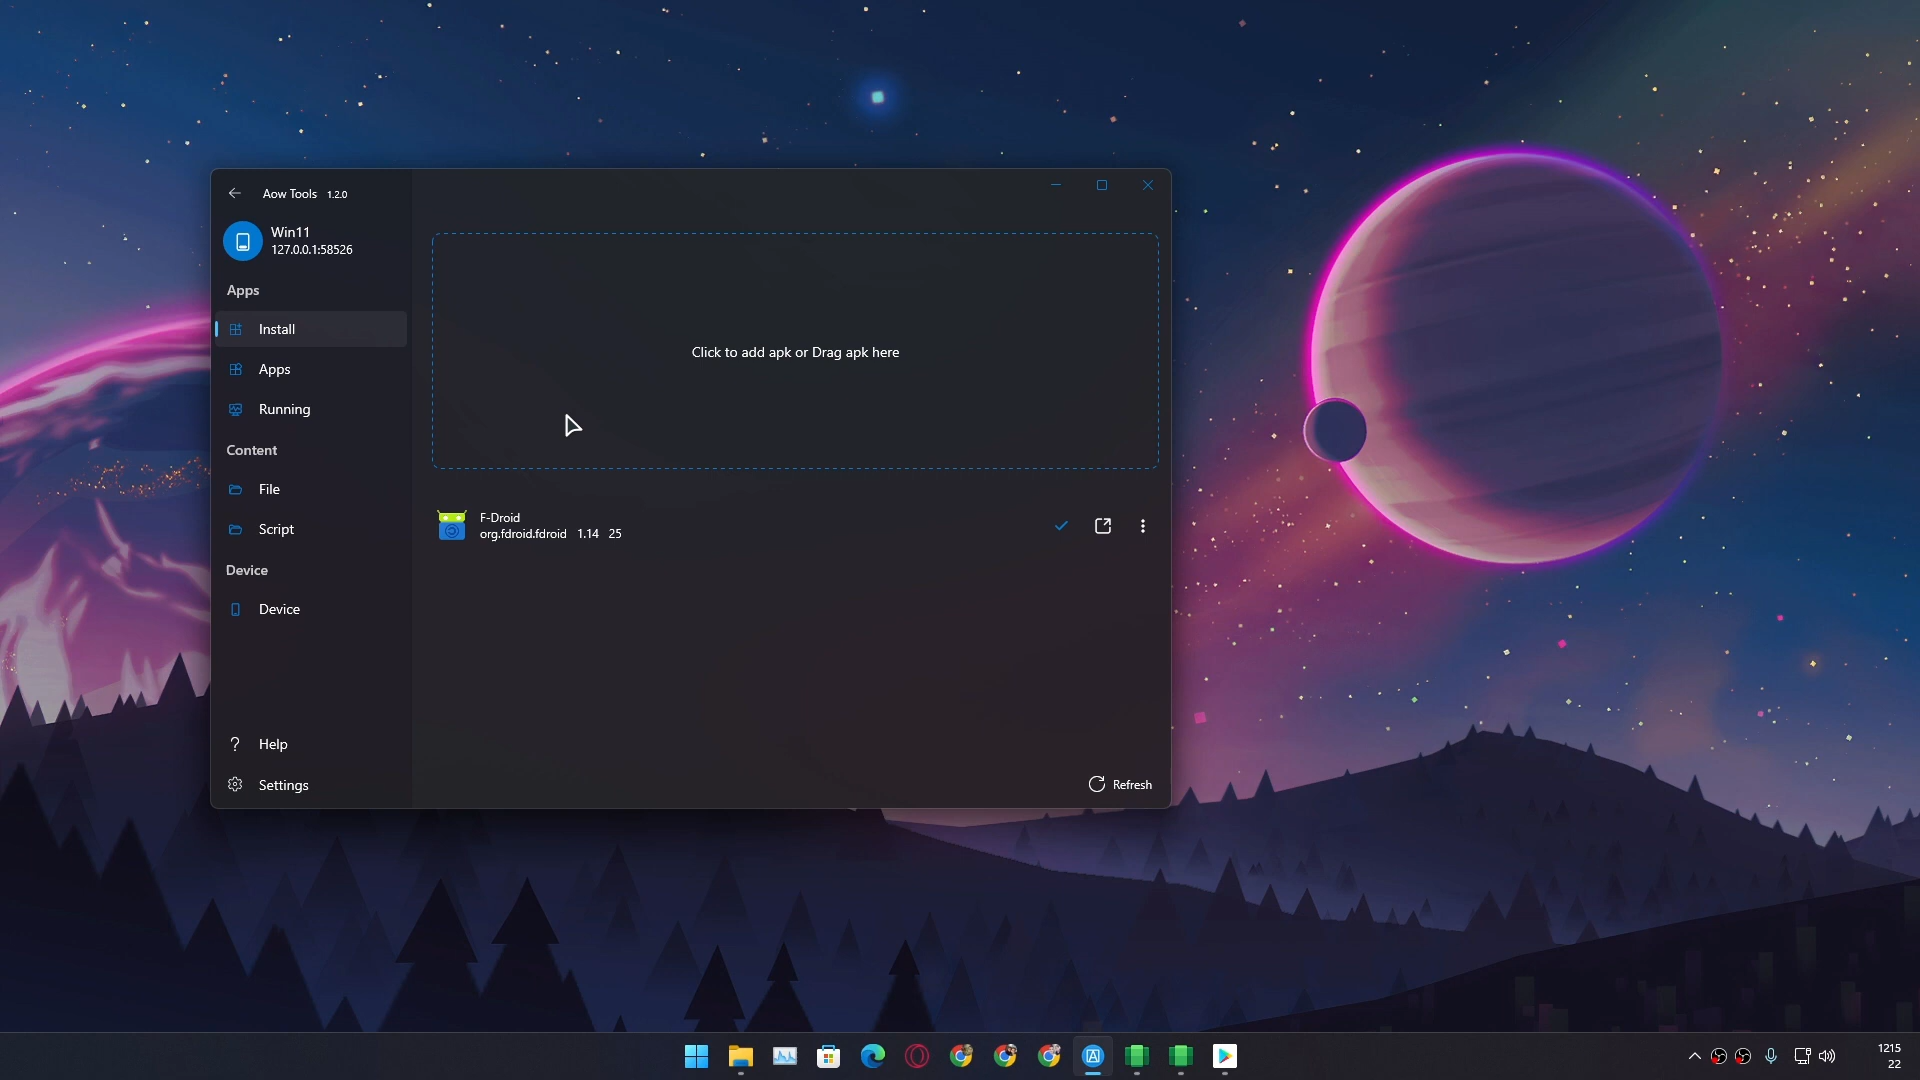 Aow Tools 1.2.0
Win11
127.0.0.1:58526
Apps
Install
Apps
Running
Content
File
Script
Device
Device
Help
Settings
Click to add apk or Drag apk here
F-Droid
org.fdroid.fdroid 1.14 25
Refresh
1215
22